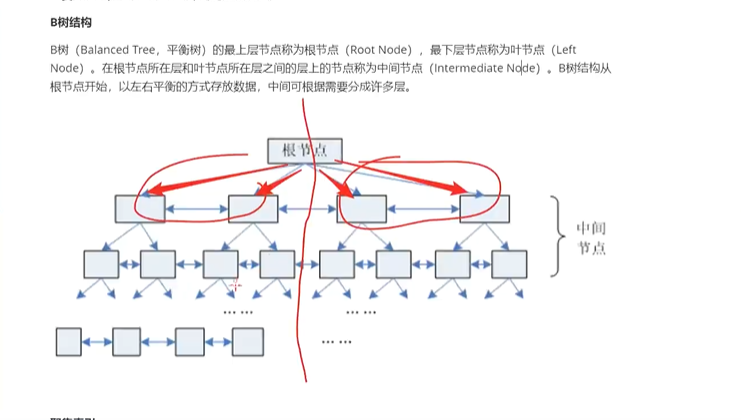 B树结构
B树（Balanced Tree，平衡树）的最上层节点称为根节点（Root Node），最下层节点称为叶节点（Left
Node）。在根节点所在层和叶节点所在层之间的层上的节点称为中间节点（Intermediate Node）。B树结构从
根节点开始，以左右平衡的方式存放数据，中间可根据需要分成许多层。
根节点
中间
节点
…… ……
……